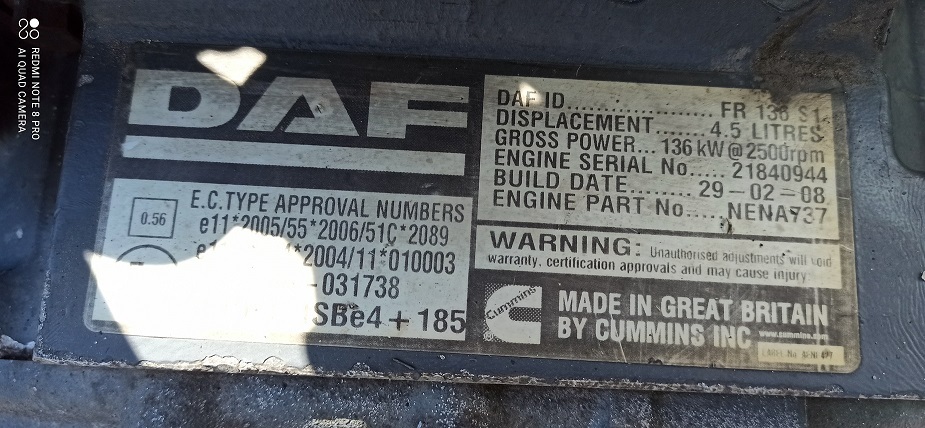 DAF
0.56
E.C.TYPE APPROVAL NUMBERS
e11*2005/55*2006/51C*2089
*2004/11*010003
-031738
SBe4+185
DAF ID.................... FR 136 S1
DISPLACEMENT....... 4.5 LITRES
GROSS POWER... 136 kW @ 2500rpm
ENGINE SERIAL No..... 21840944
BUILD DATE........... 29-02-08
ENGINE PART No..... NENA737
WARNING: Unauthorised adjustments will void
warranty, certification approvals and may cause injury.
Cummins
MADE IN GREAT BRITAIN
BY CUMMINS INC
www.cummins.com
REDMI NOTE 8 PRO
AI QUAD CAMERA